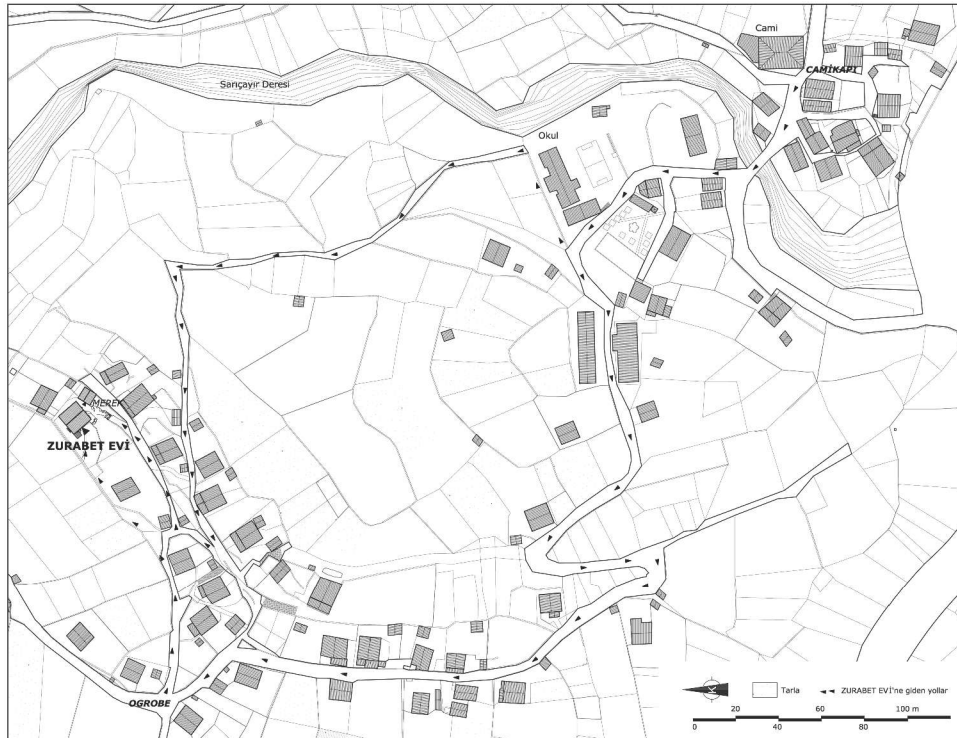 Cami
CAMİKAPI
Sarıçayır Deresi
Okul
MEREK
ZURABET EVİ
OGROBE
K
Tarla
ZURABET EVİ'ne giden yollar
20 60 100 m
0 40 80